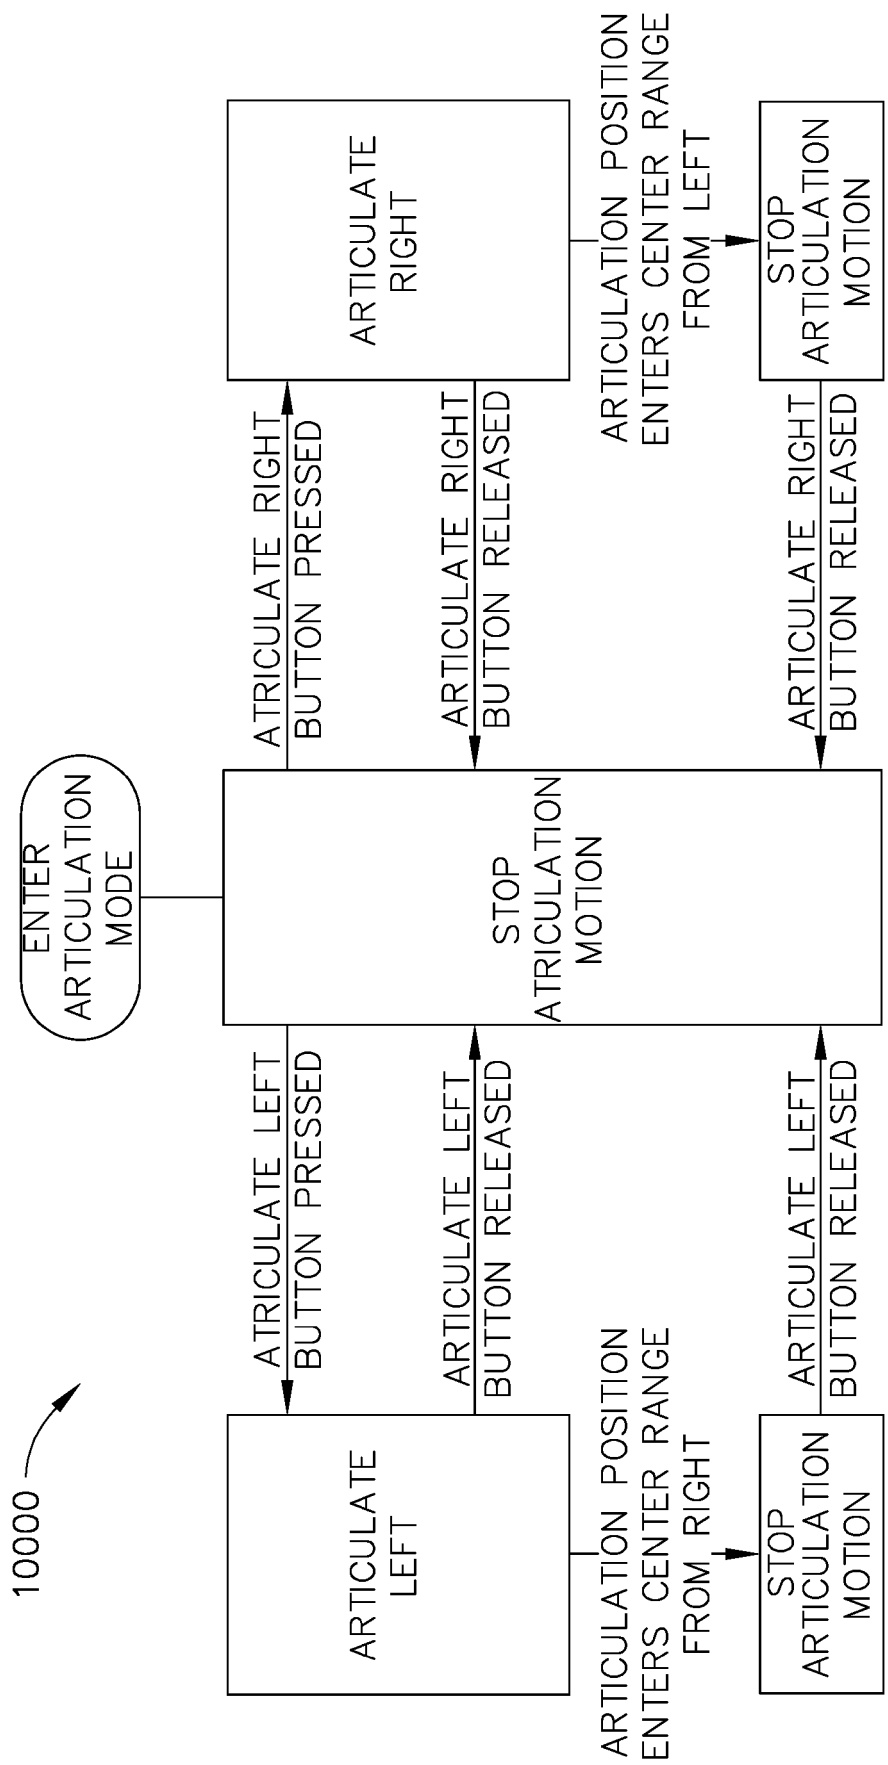 10000
ENTER
ARTICULATION
MODE
ATRICULATE LEFT
BUTTON PRESSED
ATRICULATE RIGHT
BUTTON PRESSED
ARTICULATE
LEFT
STOP
ATRICULATION
MOTION
ARTICULATE
RIGHT
ARTICULATE LEFT
BUTTON RELEASED
ARTICULATE RIGHT
BUTTON RELEASED
ARTICULATION POSITION
ENTERS CENTER RANGE
FROM RIGHT
ARTICULATION POSITION
ENTERS CENTER RANGE
FROM LEFT
STOP
ARTICULATION
MOTION
ARTICULATE LEFT
BUTTON RELEASED
ARTICULATE RIGHT
BUTTON RELEASED
STOP
ARTICULATION
MOTION